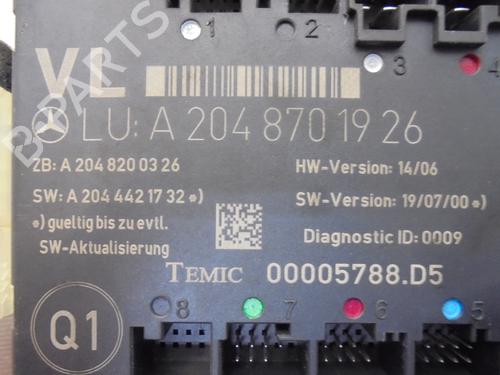 1 2
3 4
VL
LU: A 204 870 19 26
ZB: A 204 820 03 26
HW-Version: 14/06
SW: A 204 442 17 32 *)
SW-Version: 19/07/00 *)
*) gueltig bis zu evtl.
SW-Aktualisierung
Diagnostic ID: 0009
TEMIC 00005788.D5
Q1
8 7 6 5
B-PARTS